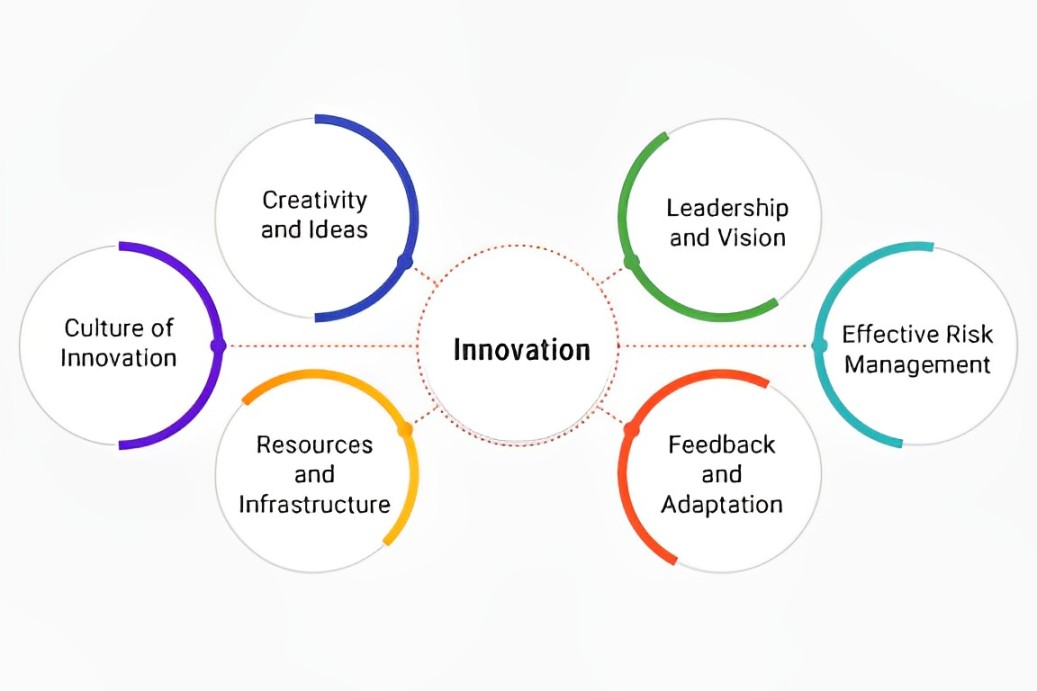 Creativity
and Ideas
Leadership
and Vision
Culture of
Innovation
Innovation
Effective Risk
Management
Resources
and
Infrastructure
Feedback
and
Adaptation